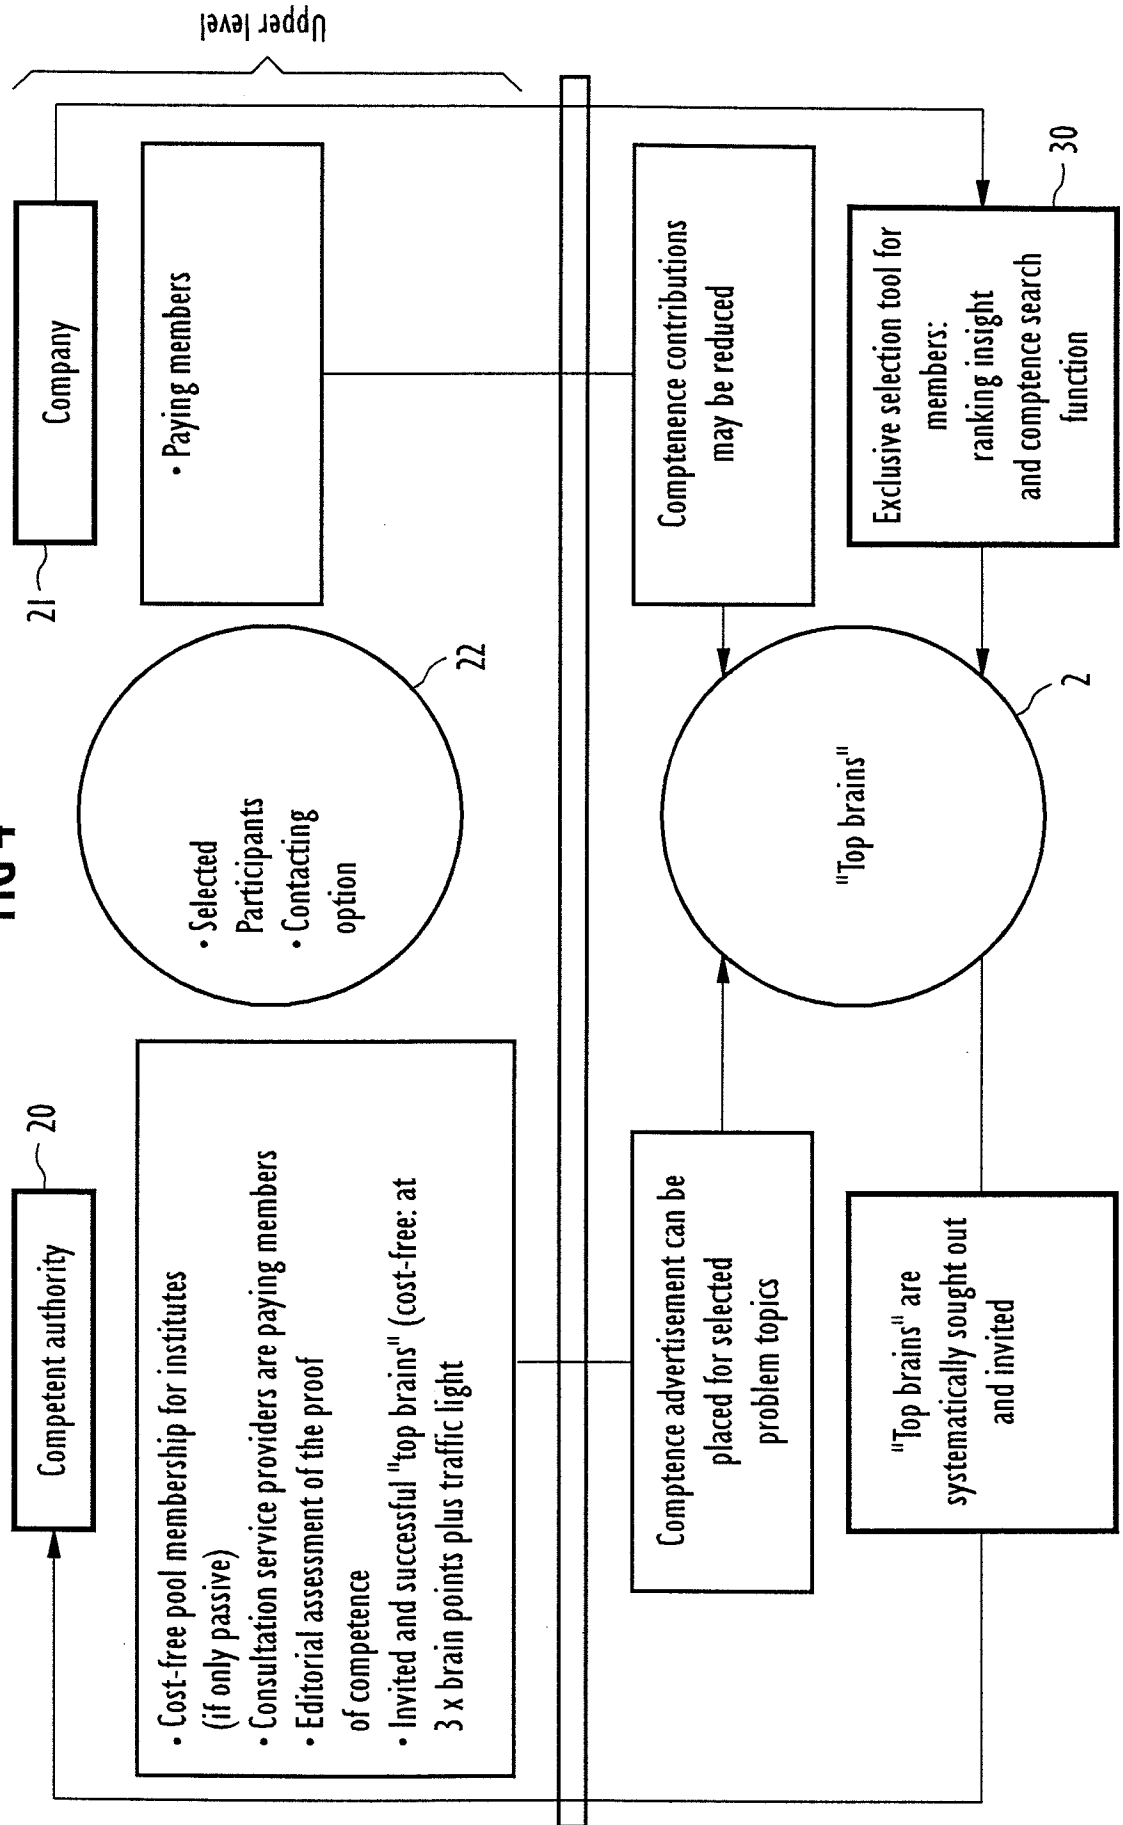 FIG 4
Competent authority
20
21
Company
Upper level
• Cost-free pool membership for institutes
(if only passive)
• Consultation service providers are paying members
• Editorial assessment of the proof
of competence
• Invited and successful "top brains" (cost-free: at
3 x brain points plus traffic light
• Selected
Participants
• Contacting
option
22
• Paying members
Comptence advertisement can be
placed for selected
problem topics
"Top brains"
Comptenence contributions
may be reduced
"Top brains" are
systematically sought out
and invited
2
Exclusive selection tool for
members:
ranking insight
and comptence search
function
30